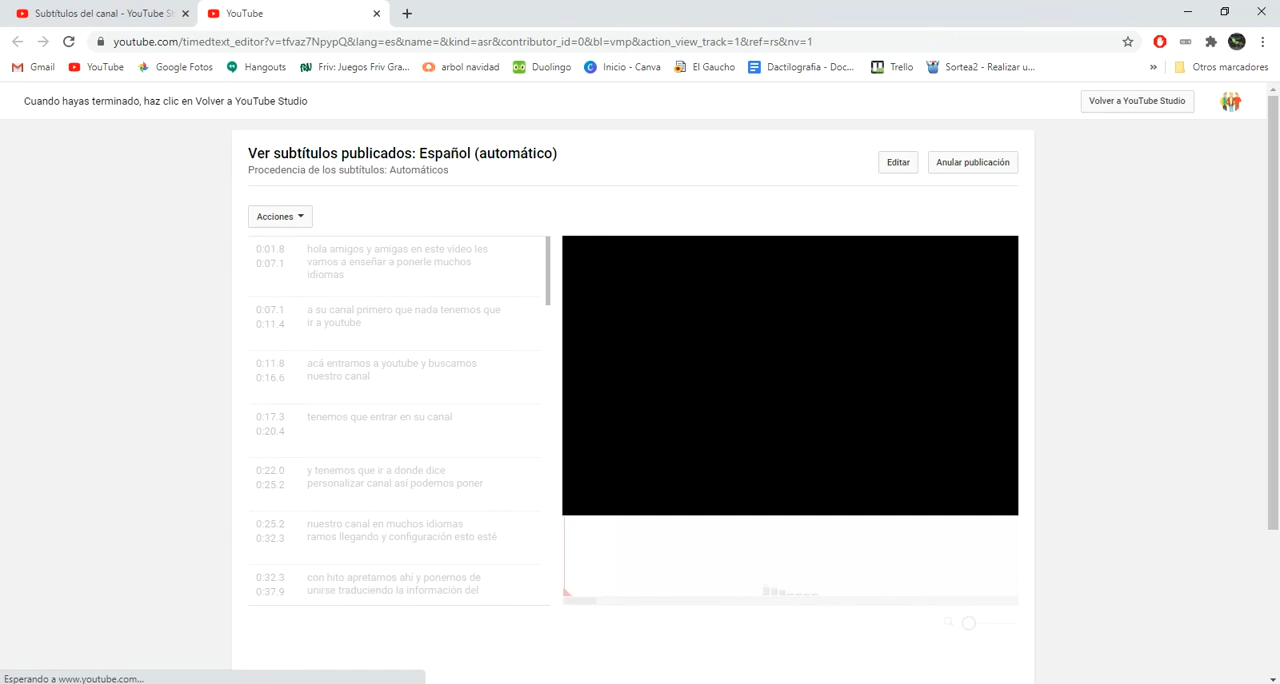 Subtítulos del canal - YouTube St
YouTube
youtube.com/timedtext_editor?v=tfvaz7NpypQ&lang=es&name=&kind=asr&contributor_id=0&bl=vmp&action_view_track=1&ref=rs&nv=1
Gmail YouTube Google Fotos Hangouts Friv: Juegos Friv Gra... arbol navidad Duolingo Inicio - Canva El Gaucho Dactilografia - Doc... Trello Sortea2 - Realizar u... » Otros marcadores
Cuando hayas terminado, haz clic en Volver a YouTube Studio
Volver a YouTube Studio
Ver subtítulos publicados: Español (automático)
Procedencia de los subtítulos: Automáticos
Editar
Anular publicación
Acciones
0:01.8 hola amigos y amigas en este video les
0:07.1 vamos a enseñar a ponerle muchos
idiomas
0:07.1 a su canal primero que nada tenemos que
0:11.4 ir a youtube
0:11.8 acá entramos a youtube y buscamos
0:16.6 nuestro canal
0:17.3 tenemos que entrar en su canal
0:20.4
0:22.0 y tenemos que ir a donde dice
0:25.2 personalizar canal así podemos poner
0:25.2 nuestro canal en muchos idiomas
0:32.3 ramos llegando y configuración esto esté
0:32.3 con hito apretamos ahí y ponemos de
0:37.9 unirse traduciendo la información del
Esperando a www.youtube.com...